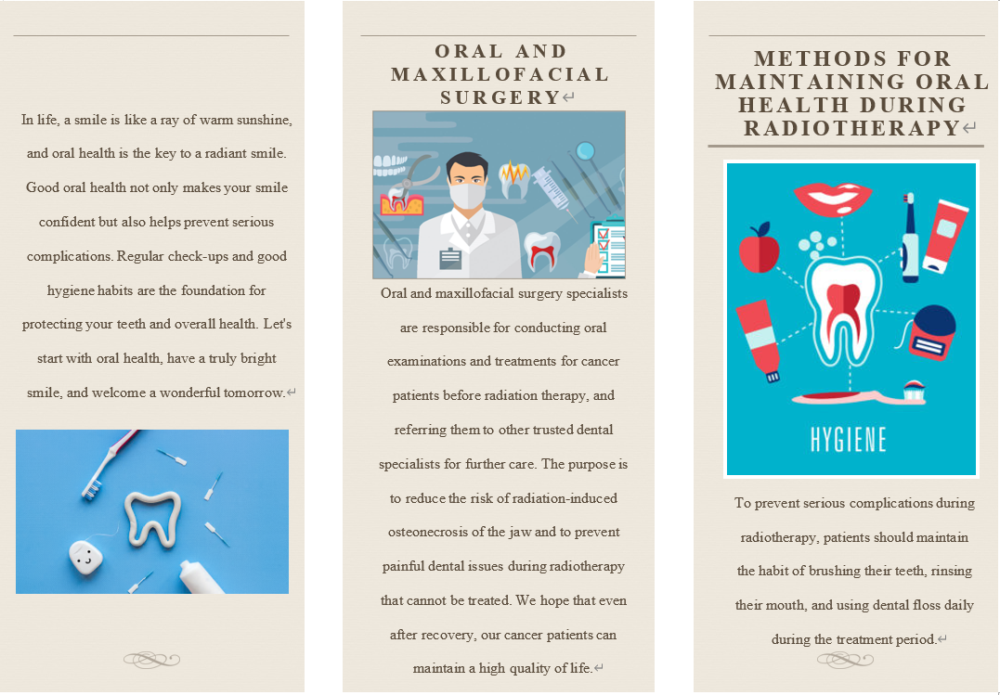 In life, a smile is like a ray of warm sunshine,
and oral health is the key to a radiant smile.
Good oral health not only makes your smile
confident but also helps prevent serious
complications. Regular check-ups and good
hygiene habits are the foundation for
protecting your teeth and overall health. Let's
start with oral health, have a truly bright
smile, and welcome a wonderful tomorrow.
ORAL AND
MAXILLOFACIAL
SURGERY
Oral and maxillofacial surgery specialists
are responsible for conducting oral
examinations and treatments for cancer
patients before radiation therapy, and
referring them to other trusted dental
specialists for further care. The purpose is
to reduce the risk of radiation-induced
osteonecrosis of the jaw and to prevent
painful dental issues during radiotherapy
that cannot be treated. We hope that even
after recovery, our cancer patients can
maintain a high quality of life.
METHODS FOR
MAINTAINING ORAL
HEALTH DURING
RADIOTHERAPY
HYGIENE
To prevent serious complications during
radiotherapy, patients should maintain
the habit of brushing their teeth, rinsing
their mouth, and using dental floss daily
during the treatment period.